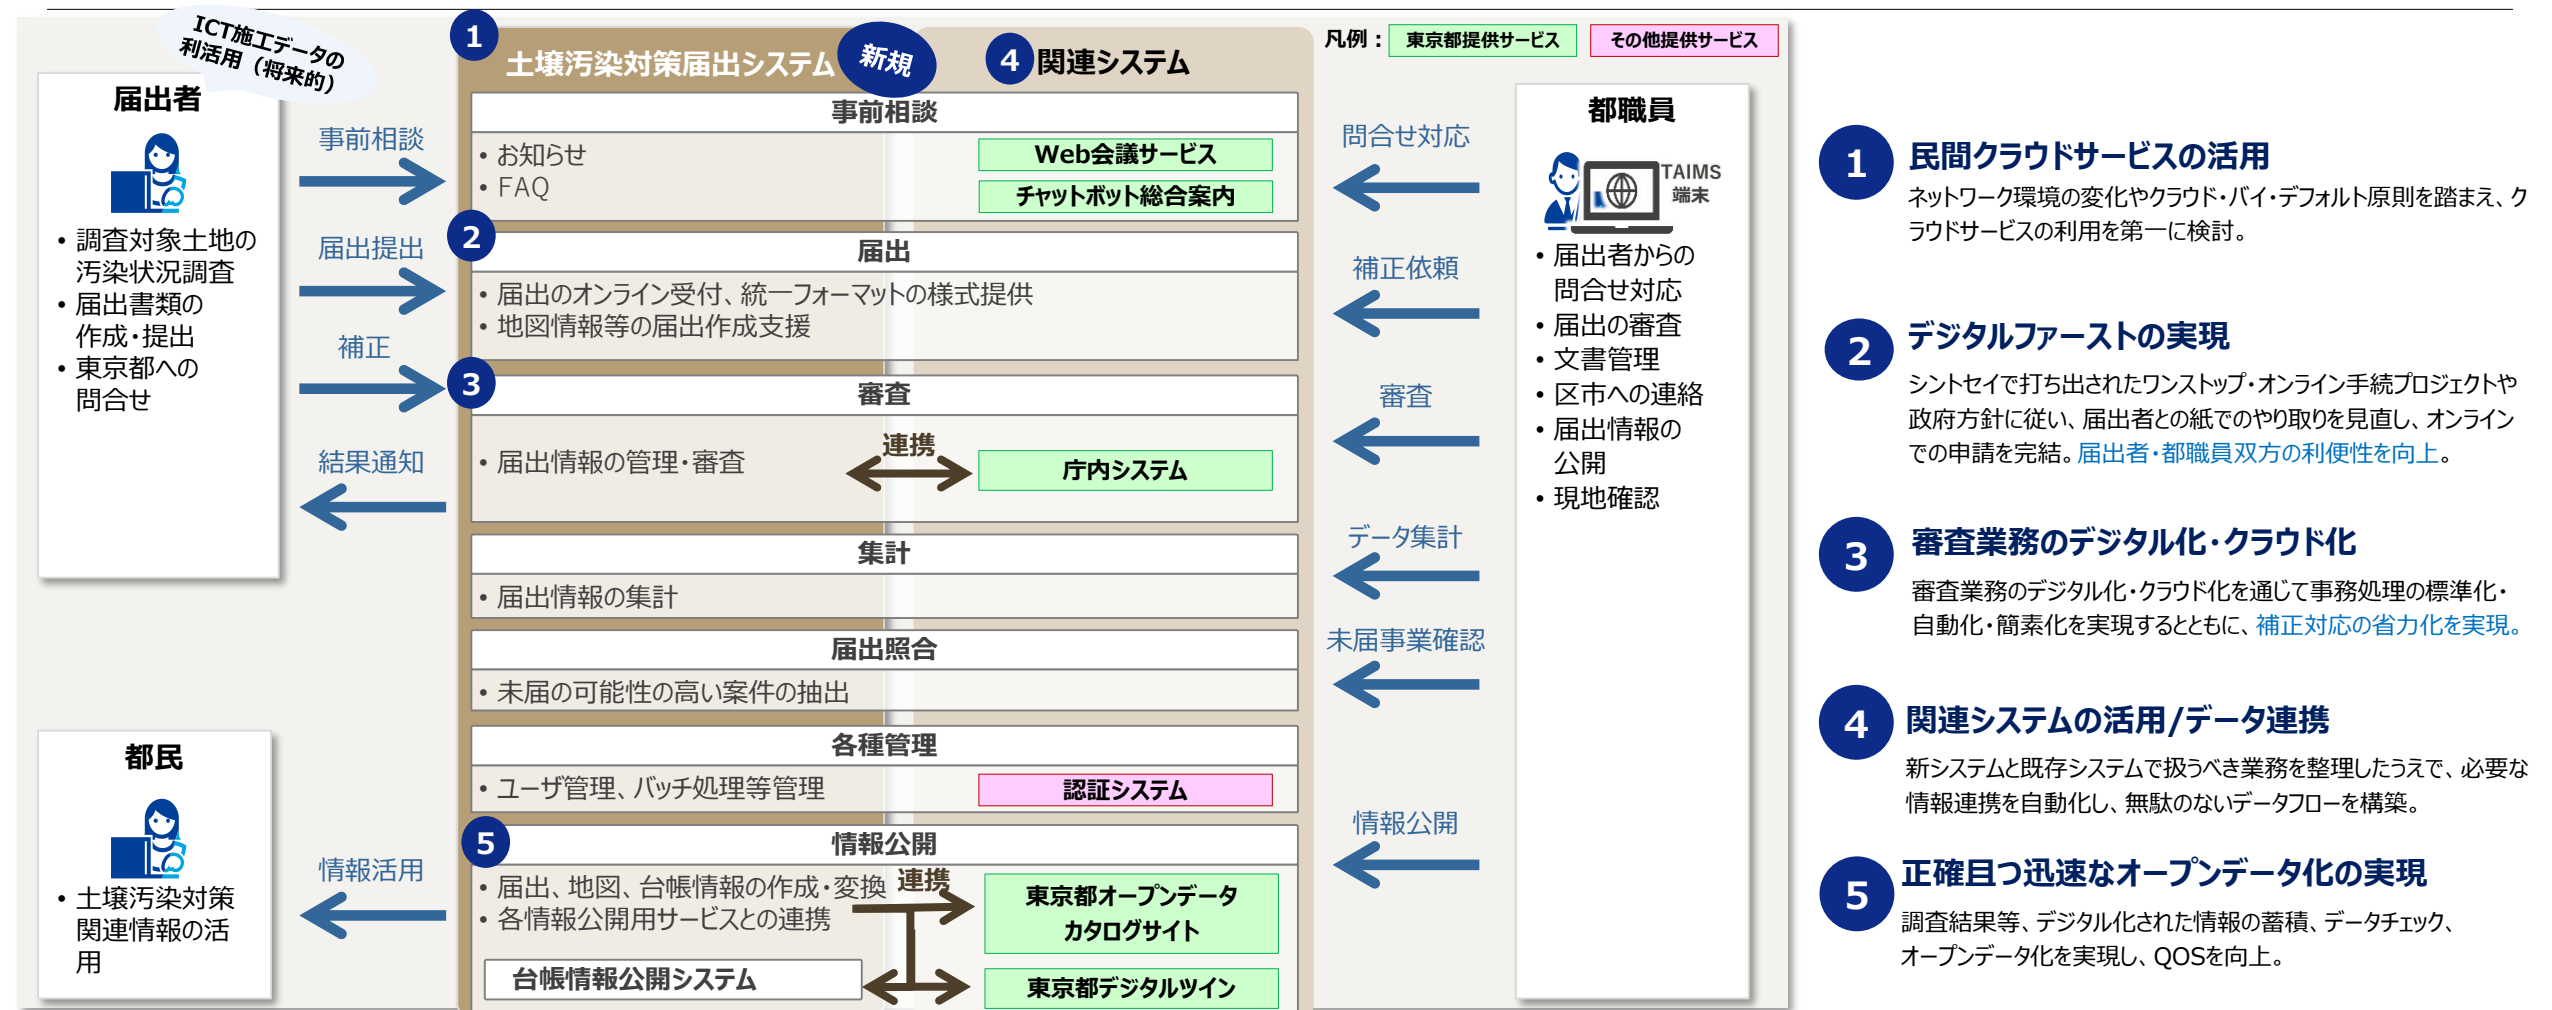 ICT施工データの
利活用（将来的）
届出者
・調査対象土地の
汚染状況調査
・届出書類の
作成・提出
・東京都への
問合せ
事前相談
届出提出
補正
結果通知
都民
・土壌汚染対策
関連情報の活
用
情報活用
1
土壌汚染対策届出システム
新規
4
関連システム
事前相談
・お知らせ
・FAQ
Web会議サービス
チャットボット総合案内
2
届出
・届出のオンライン受付、統一フォーマットの様式提供
・地図情報等の届出作成支援
3
審査
・届出情報の管理・審査
連携
庁内システム
集計
・届出情報の集計
届出照合
・未届の可能性の高い案件の抽出
各種管理
・ユーザ管理、バッチ処理等管理
認証システム
5
情報公開
・届出、地図、台帳情報の作成・変換
・各情報公開用サービスとの連携
連携
東京都オープンデータ
カタログサイト
台帳情報公開システム
東京都デジタルツイン
凡例：
東京都提供サービス
その他提供サービス
問合せ対応
補正依頼
審査
データ集計
未届事業確認
情報公開
都職員
TAIMS
端末
・届出者からの
問合せ対応
・届出の審査
・文書管理
・区市への連絡
・届出情報の
公開
・現地確認
1
民間クラウドサービスの活用
ネットワーク環境の変化やクラウド・バイ・デフォルト原則を踏まえ、ク
ラウドサービスの利用を第一に検討。
2
デジタルファーストの実現
シントセイで打ち出されたワンストップ・オンライン手続プロジェクトや
政府方針に従い、届出者との紙でのやり取りを見直し、オンライン
での申請を完結。届出者・都職員双方の利便性を向上。
3
審査業務のデジタル化・クラウド化
審査業務のデジタル化・クラウド化を通じて事務処理の標準化・
自動化・簡素化を実現するとともに、補正対応の省力化を実現。
4
関連システムの活用/データ連携
新システムと既存システムで扱うべき業務を整理したうえで、必要な
情報連携を自動化し、無駄のないデータフローを構築。
5
正確且つ迅速なオープンデータ化の実現
調査結果等、デジタル化された情報の蓄積、データチェック、
オープンデータ化を実現し、QOSを向上。